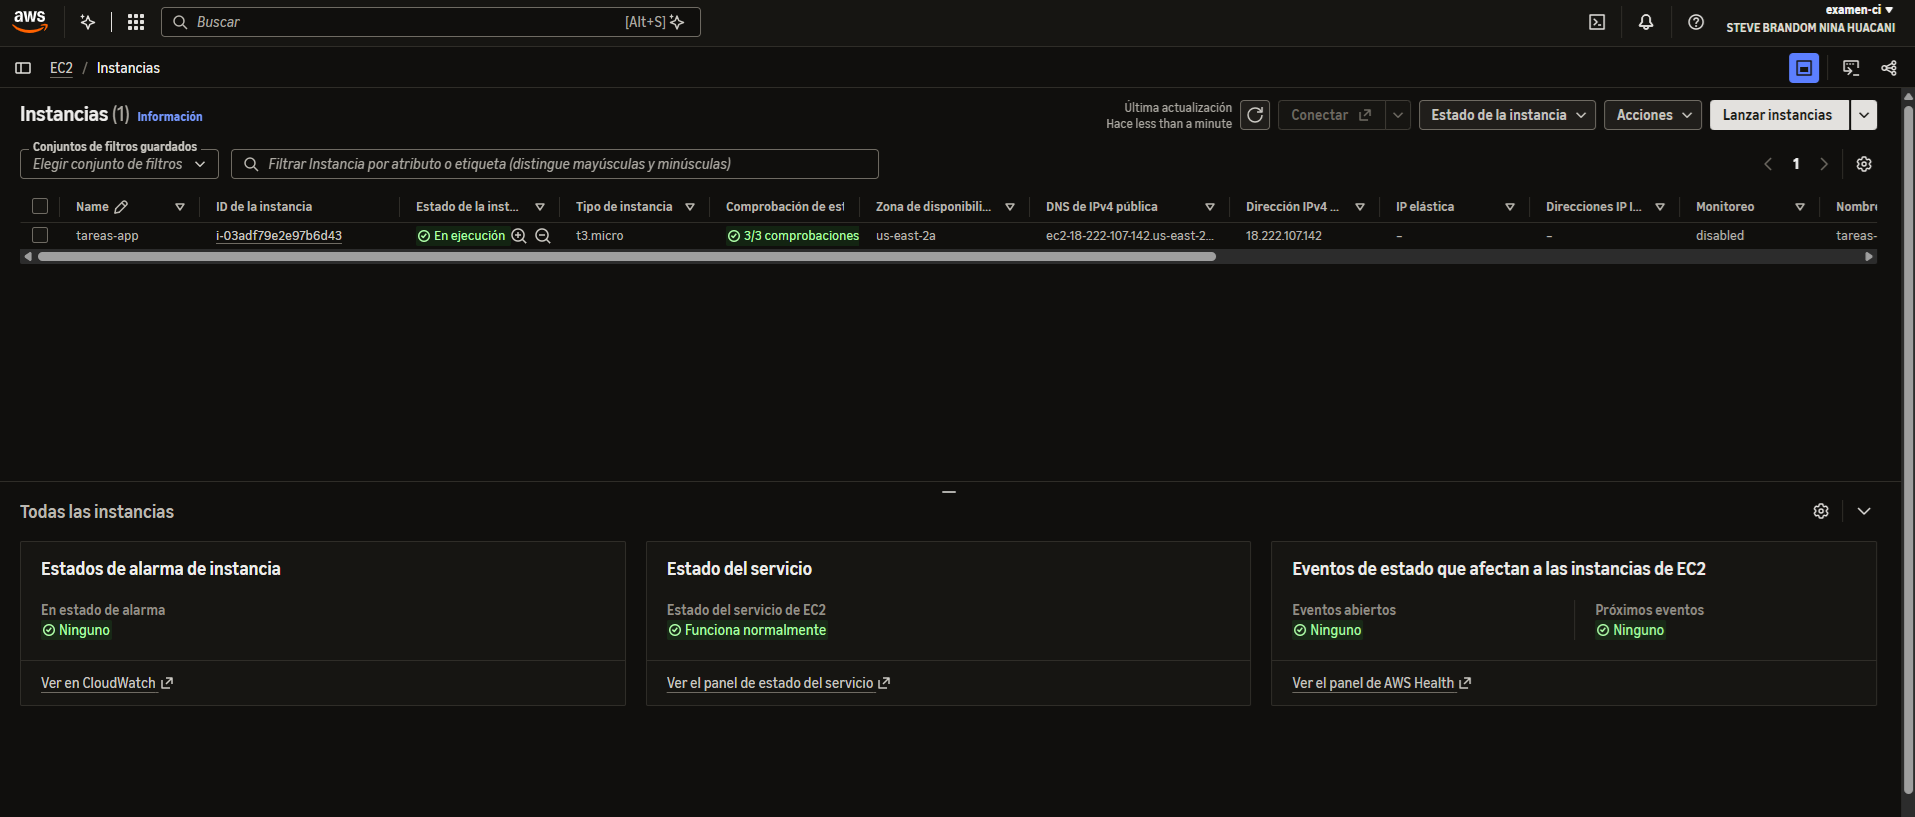 aws
Buscar
[Alt+S]
examen-ci
STEVE BRANDOM NINA HUACANI
EC2 / Instancias
Instancias (1) Información
Última actualización
Hace less than a minute
Conectar
Estado de la instancia
Acciones
Lanzar instancias
Conjuntos de filtros guardados
Elegir conjunto de filtros
Filtrar Instancia por atributo o etiqueta (distingue mayúsculas y minúsculas)
1
Name ID de la instancia Estado de la inst... Tipo de instancia Comprobación de est Zona de disponibili... DNS de IPv4 pública Dirección IPv4 ... IP elástica Direcciones IP I... Monitoreo Nombre
tareas-app i-03adf79e2e97b6d43 En ejecución t3.micro 3/3 comprobaciones us-east-2a ec2-18-222-107-142.us-east-2... 18.222.107.142 – – disabled tareas-
Todas las instancias
Estados de alarma de instancia
En estado de alarma
Ninguno
Ver en CloudWatch
Estado del servicio
Estado del servicio de EC2
Funciona normalmente
Ver el panel de estado del servicio
Eventos de estado que afectan a las instancias de EC2
Eventos abiertos
Ninguno
Próximos eventos
Ninguno
Ver el panel de AWS Health